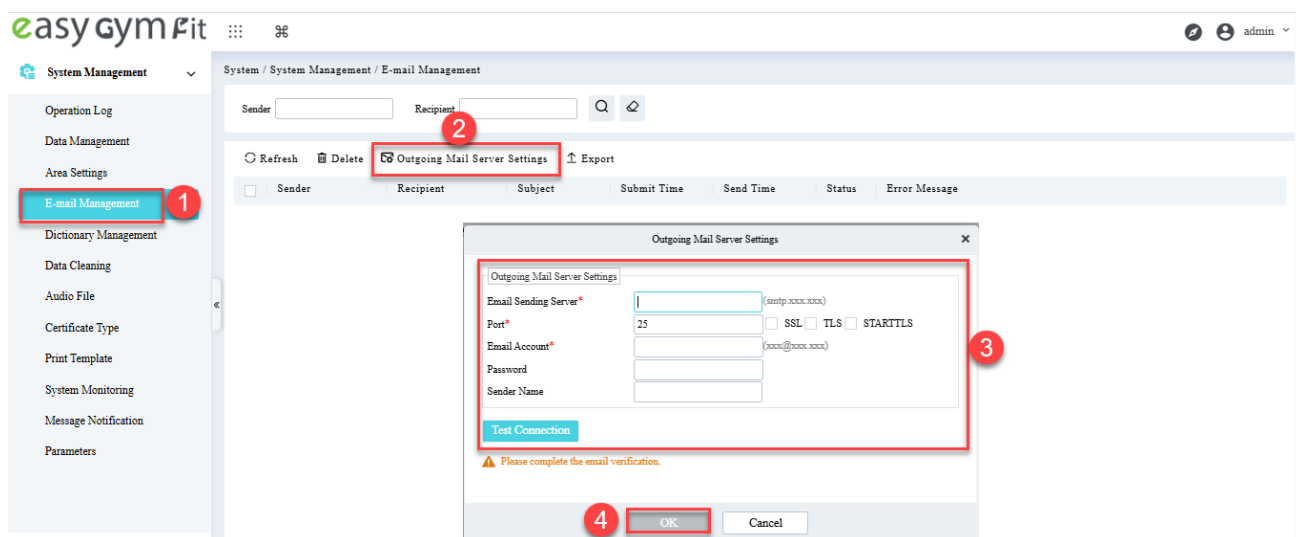 easy Gym Fit
admin
System Management
System / System Management / E-mail Management
Operation Log
Data Management
Area Settings
E-mail Management
1
Dictionary Management
Data Cleaning
Audio File
Certificate Type
Print Template
System Monitoring
Message Notification
Parameters
Sender Recipient
2
Refresh Delete Outgoing Mail Server Settings Export
Sender Recipient Subject Submit Time Send Time Status Error Message
Outgoing Mail Server Settings
Outgoing Mail Server Settings
Email Sending Server* (smtp.xxx.xxx)
Port* 25 SSL TLS STARTTLS
Email Account* (xxx@xxx.xxx)
3
Password
Sender Name
Test Connection
Please complete the email verification.
4
OK Cancel